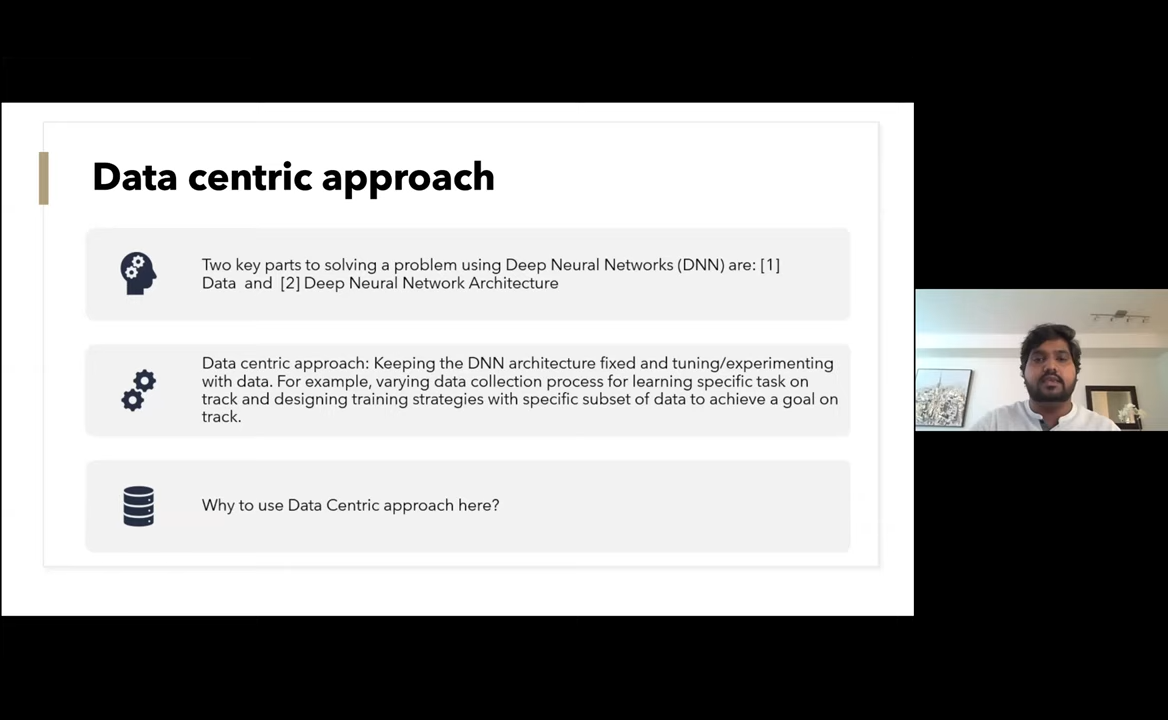 Data centric approach
Two key parts to solving a problem using Deep Neural Networks (DNN) are: [1]
Data and [2] Deep Neural Network Architecture
Data centric approach: Keeping the DNN architecture fixed and tuning/experimenting
with data. For example, varying data collection process for learning specific task on
track and designing training strategies with specific subset of data to achieve a goal on
track.
Why to use Data Centric approach here?